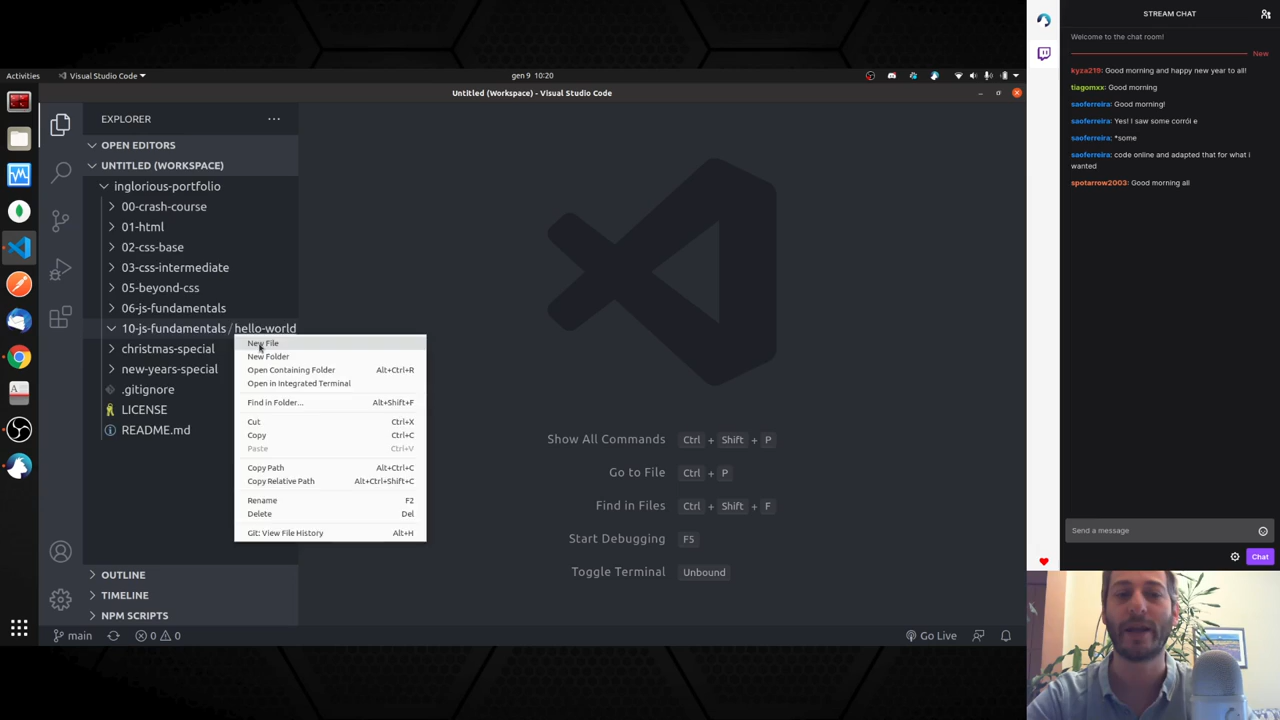 Activities
Visual Studio Code
gen 9 10:20
Untitled (Workspace) - Visual Studio Code
EXPLORER
OPEN EDITORS
UNTITLED (WORKSPACE)
inglorious-portfolio
00-crash-course
01-html
02-css-base
03-css-intermediate
05-beyond-css
06-js-fundamentals
10-js-fundamentals / hello-world
christmas-special
new-years-special
.gitignore
LICENSE
README.md
OUTLINE
TIMELINE
NPM SCRIPTS
main
0
0
New File
New Folder
Open Containing Folder Alt+Ctrl+R
Open in Integrated Terminal
Find in Folder... Alt+Shift+F
Cut Ctrl+X
Copy Ctrl+C
Paste Ctrl+V
Copy Path Alt+Ctrl+C
Copy Relative Path Alt+Ctrl+Shift+C
Rename F2
Delete Del
Git: View File History Alt+H
Show All Commands Ctrl + Shift + P
Go to File Ctrl + P
Find in Files Ctrl + Shift + F
Start Debugging F5
Toggle Terminal Unbound
Go Live
STREAM CHAT
Welcome to the chat room!
New
kyza219: Good morning and happy new year to all!
tiagomxx: Good morning
saoferreira: Good morning!
saoferreira: Yes! I saw some corrói e
saoferreira: *some
saoferreira: code online and adapted that for what I
wanted
spotarrow2003: Good morning all
Send a message
Chat